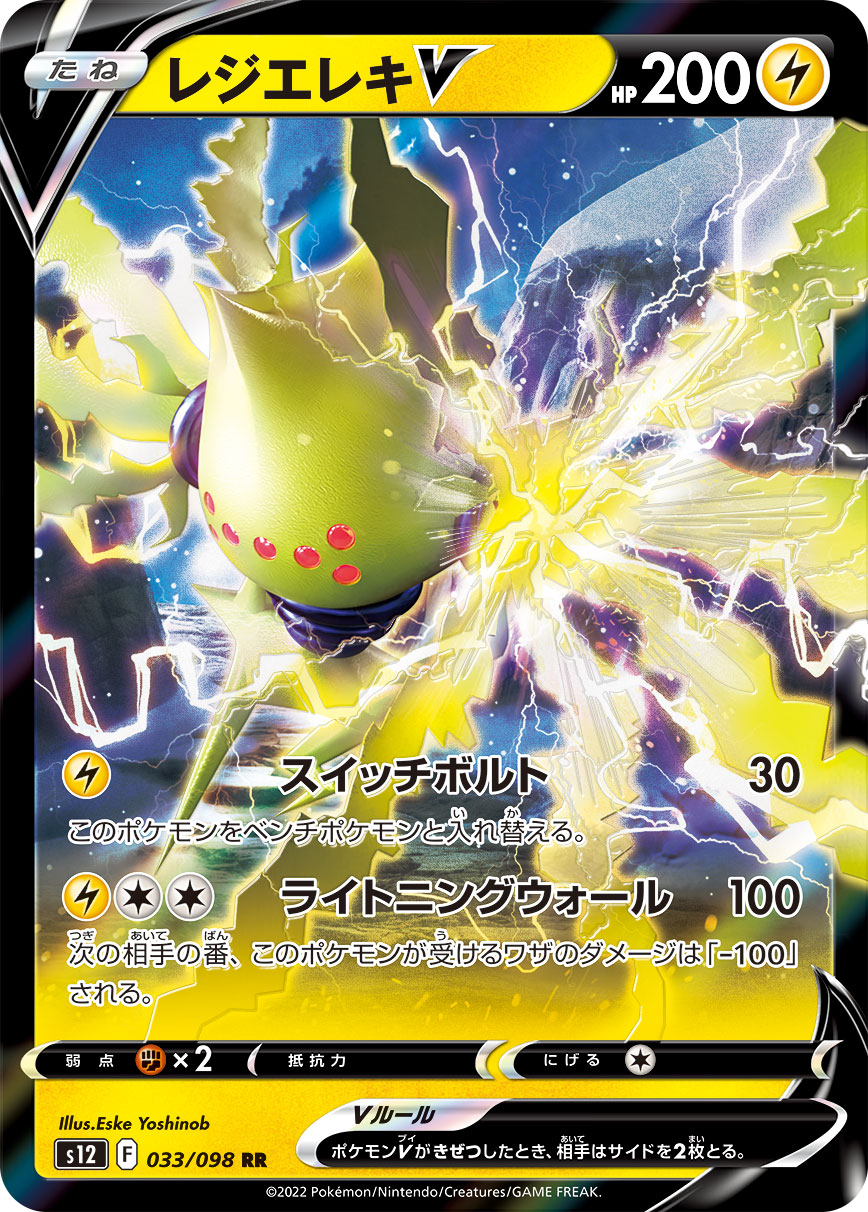 たね
レジエレキV HP 200
スイッチボルト 30
このポケモンをベンチポケモンと入れ替える。
ライトニングウォール 100
次の相手の番、このポケモンが受けるワザのダメージは「-100」
される。
弱点 ×2 抵抗力 にげる
Illus.Eske Yoshinob
Vルール
ポケモンVがきぜつしたとき、相手はサイドを2枚とる。
s12 F 033/098 RR
©2022 Pokémon/Nintendo/Creatures/GAME FREAK.